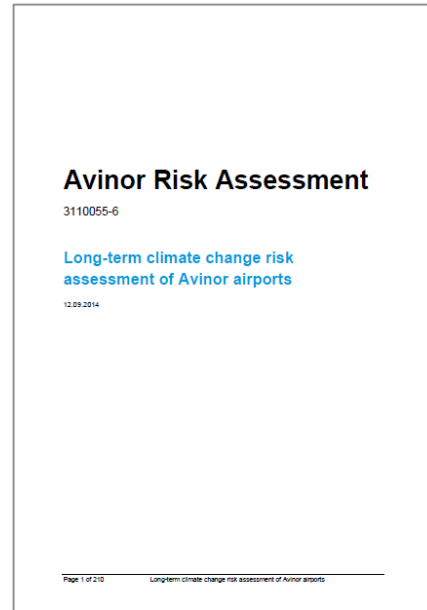 Avinor Risk Assessment
3110055-6
Long-term climate change risk
assessment of Avinor airports
12.09.2014
Page 1 of 210 Long-term climate change risk assessment of Avinor airports